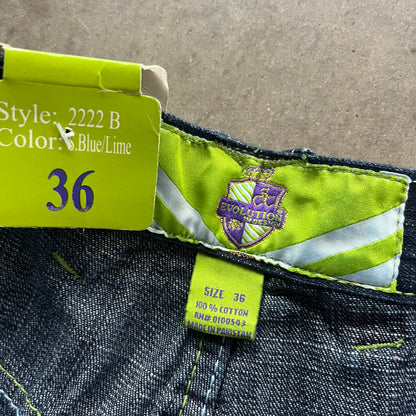 Style: 2222 B
Color: S.Blue/Lime
36
EVOLUTION
SIZE 36
100% COTTON
RN# 0100543
MADE IN PAKISTAN